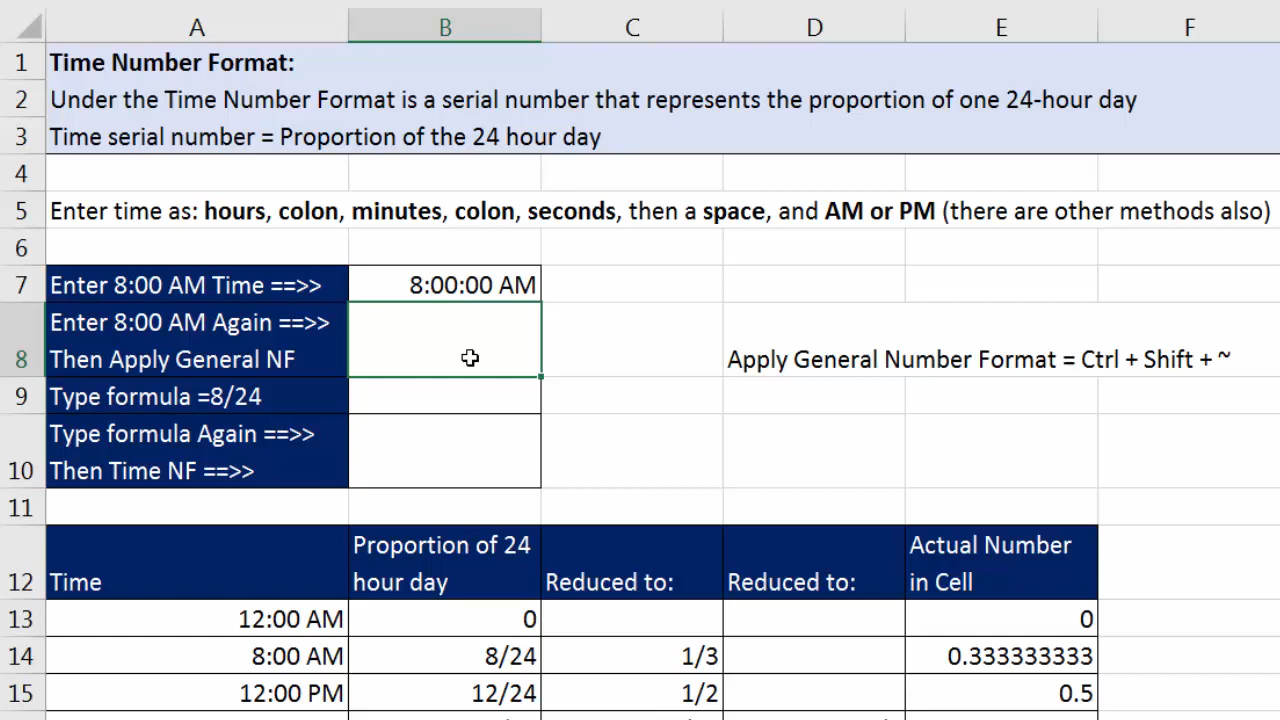 A B C D E F
1 Time Number Format:
2 Under the Time Number Format is a serial number that represents the proportion of one 24-hour day
3 Time serial number = Proportion of the 24 hour day
4
5 Enter time as: hours, colon, minutes, colon, seconds, then a space, and AM or PM (there are other methods also)
6
7 Enter 8:00 AM Time ==>> 8:00:00 AM
Enter 8:00 AM Again ==>>
8 Then Apply General NF Apply General Number Format = Ctrl + Shift + ~
9 Type formula =8/24
Type formula Again ==>>
10 Then Time NF ==>>
11
Proportion of 24 Actual Number
12 Time hour day Reduced to: Reduced to: in Cell
13 12:00 AM 0 0
14 8:00 AM 8/24 1/3 0.333333333
15 12:00 PM 12/24 1/2 0.5